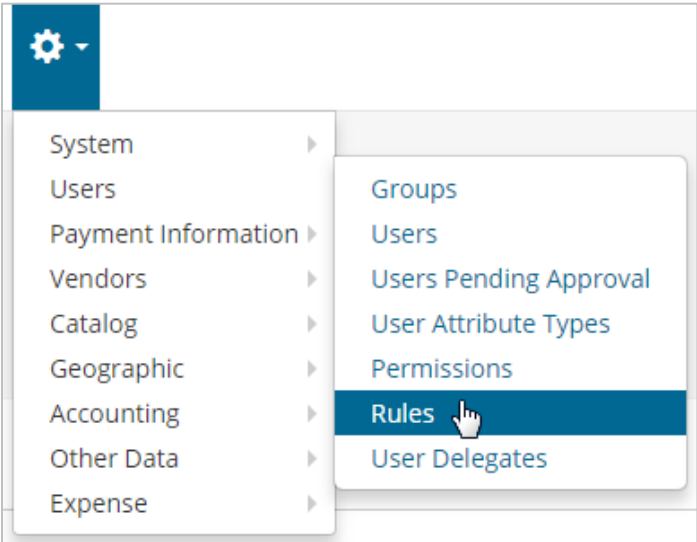 System
Users
Payment Information
Vendors
Catalog
Geographic
Accounting
Other Data
Expense
Groups
Users
Users Pending Approval
User Attribute Types
Permissions
Rules
User Delegates